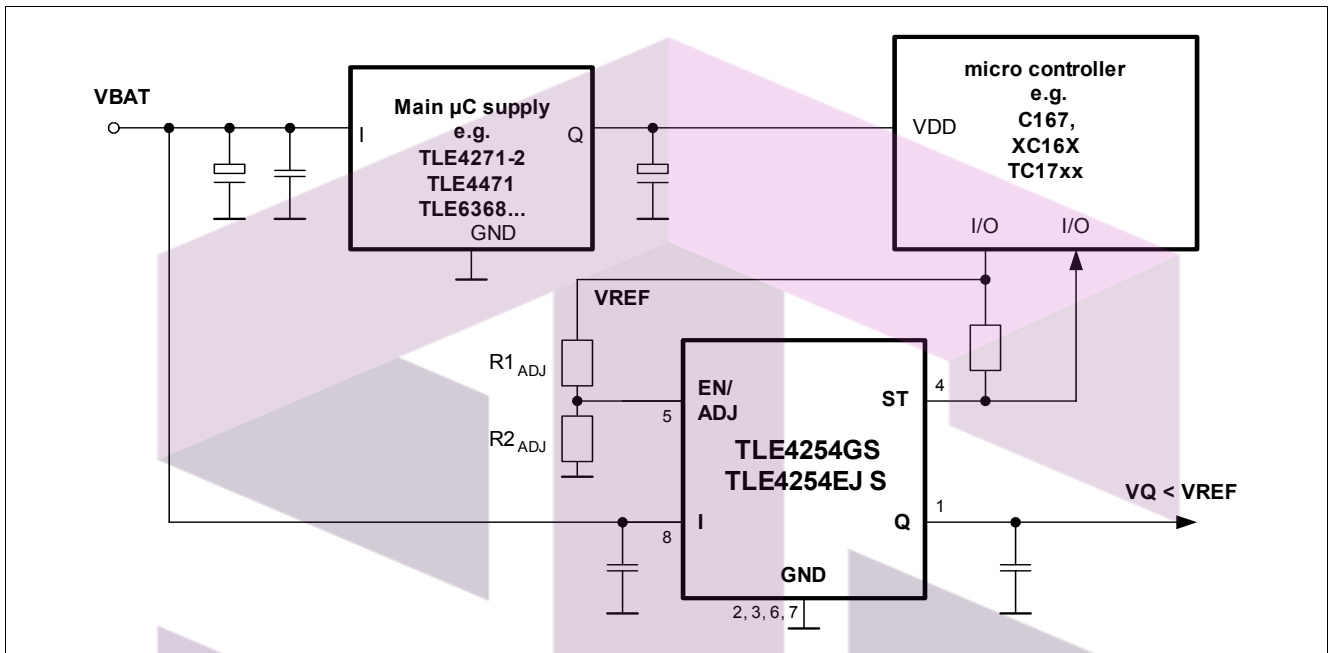 VBAT
I
Main µC supply
e.g.
TLE4271-2
TLE4471
TLE6368...
GND
Q
VDD
micro controller
e.g.
C167,
XC16X
TC17xx
I/O
I/O
VREF
R1 ADJ
R2 ADJ
5
EN/
ADJ
ST
4
TLE4254GS
TLE4254EJ S
I
8
Q
1
VQ < VREF
GND
2, 3, 6, 7